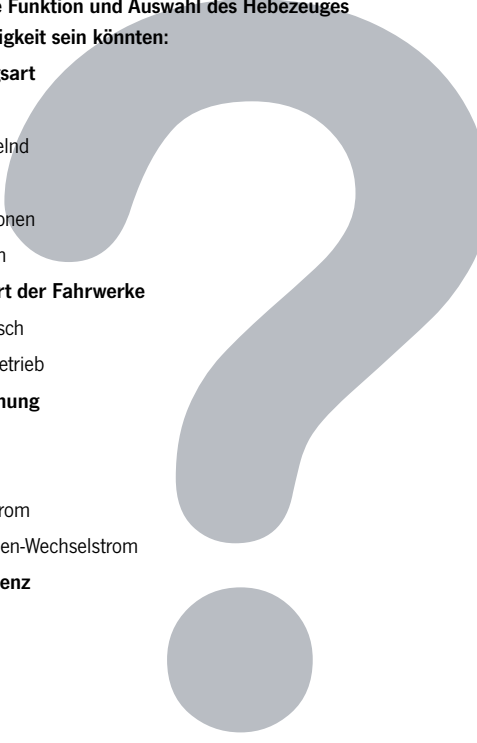 Funktion und Auswahl des Hebezeuges
igkeit sein könnten:
sart
elnd
onen
n
rt der Fahrwerke
sch
etrieb
nung
rom
en-Wechselstrom
enz